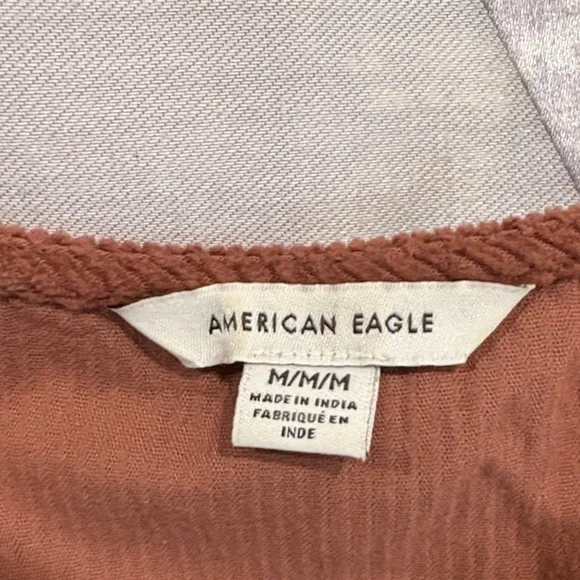 AMERICAN EAGLE
M/M/M
MADE IN INDIA
FABRIQUÉ EN
INDE